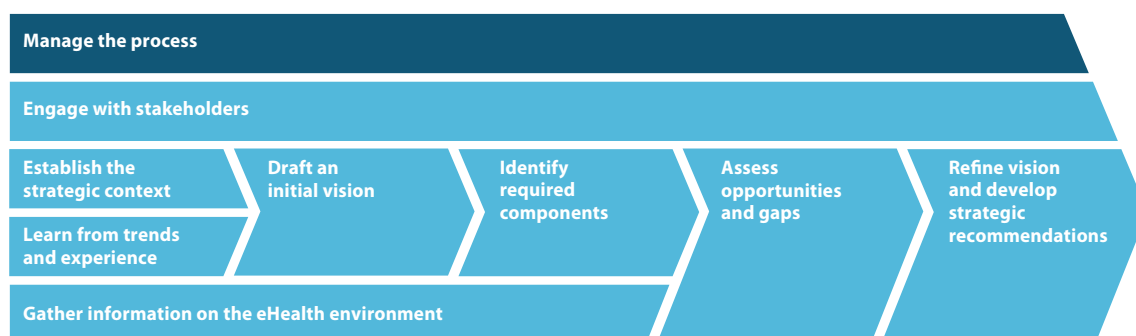 Manage the process
Engage with stakeholders
Establish the
strategic context
Learn from trends
and experience
Draft an
initial vision
Identify
required
components
Assess
opportunities
and gaps
Refine vision
and develop
strategic
recommendations
Gather information on the eHealth environment